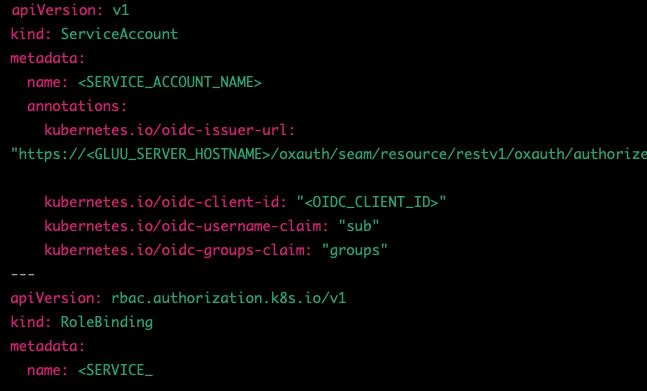 apiVersion: v1
kind: ServiceAccount
metadata:
  name: <SERVICE_ACCOUNT_NAME>
  annotations:
    kubernetes.io/oidc-issuer-url:
"https://<GLUU_SERVER_HOSTNAME>/oxauth/seam/resource/restv1/oxauth/authorize
    kubernetes.io/oidc-client-id: "<OIDC_CLIENT_ID>"
    kubernetes.io/oidc-username-claim: "sub"
    kubernetes.io/oidc-groups-claim: "groups"
---
apiVersion: rbac.authorization.k8s.io/v1
kind: RoleBinding
metadata:
  name: <SERVICE_